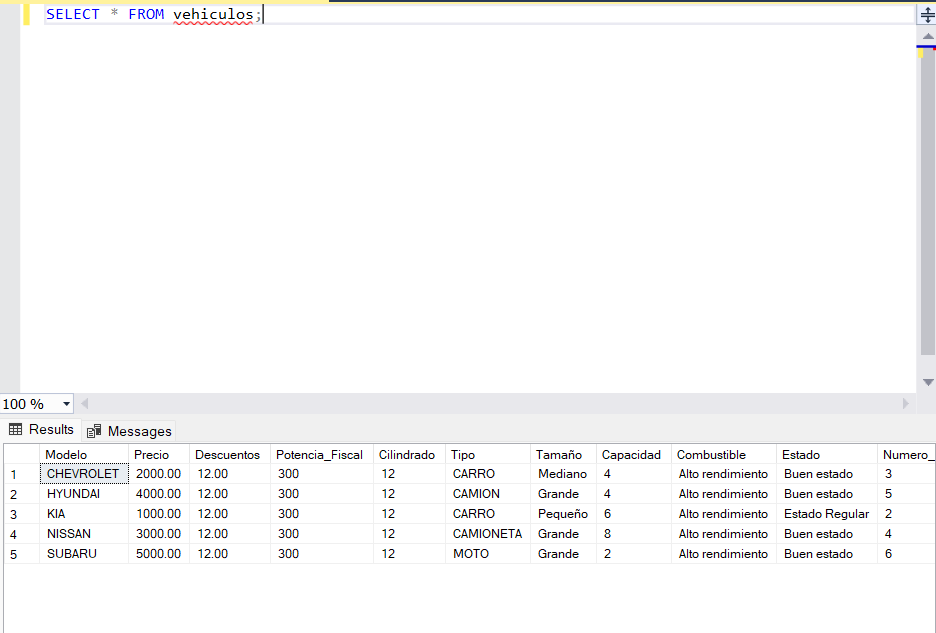 SELECT * FROM vehiculos;
100 %
Results Messages
Modelo Precio Descuentos Potencia_Fiscal Cilindrado Tipo Tamaño Capacidad Combustible Estado Numero_
1 CHEVROLET 2000.00 12.00 300 12 CARRO Mediano 4 Alto rendimiento Buen estado 3
2 HYUNDAI 4000.00 12.00 300 12 CAMION Grande 4 Alto rendimiento Buen estado 5
3 KIA 1000.00 12.00 300 12 CARRO Pequeño 6 Alto rendimiento Estado Regular 2
4 NISSAN 3000.00 12.00 300 12 CAMIONETA Grande 8 Alto rendimiento Buen estado 4
5 SUBARU 5000.00 12.00 300 12 MOTO Grande 2 Alto rendimiento Buen estado 6